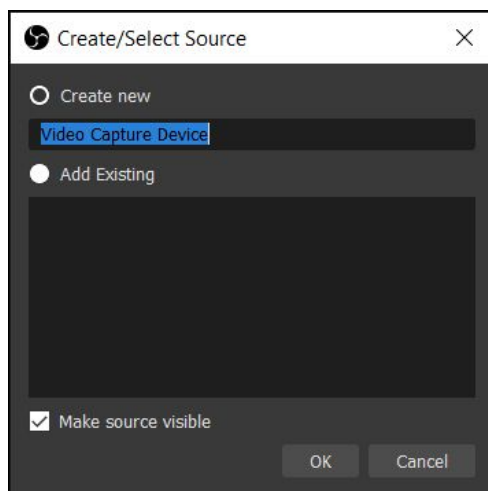 Create/Select Source
Create new
Video Capture Device
Add Existing
Make source visible
OK Cancel